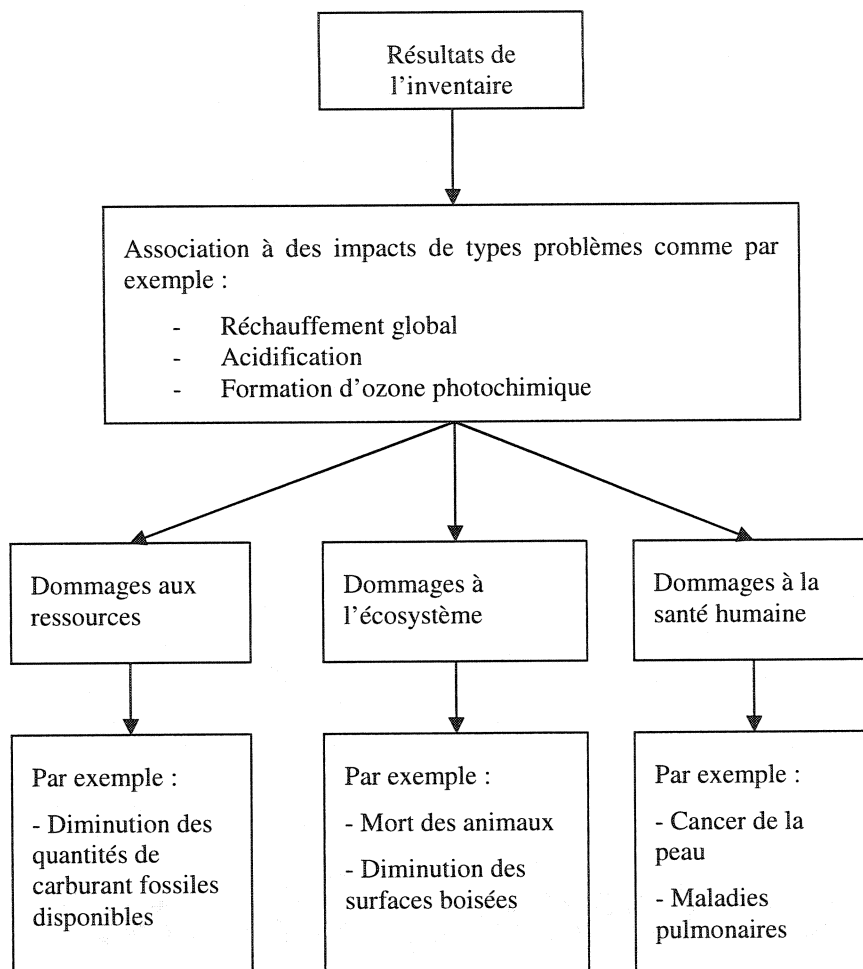 Résultats de
l'inventaire
Association à des impacts de types problèmes comme par
exemple :
- Réchauffement global
- Acidification
- Formation d'ozone photochimique
Dommages aux
ressources
Dommages à
l'écosystème
Dommages à la
santé humaine
Par exemple :
- Diminution des
quantités de
carburant fossiles
disponibles
Par exemple :
- Mort des animaux
- Diminution des
surfaces boisées
Par exemple :
- Cancer de la
peau
- Maladies
pulmonaires